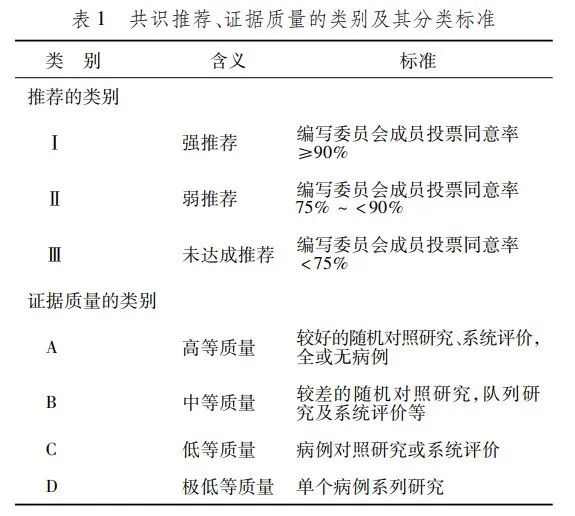 表 1 共识推荐、证据质量的类别及其分类标准
类 别 含义 标准
推荐的类别
Ⅰ 强推荐 编写委员会成员投票同意率
≥90%
Ⅱ 弱推荐 编写委员会成员投票同意率
75% ~ <90%
Ⅲ 未达成推荐 编写委员会成员投票同意率
<75%
证据质量的类别
A 高等质量 较好的随机对照研究、系统评价,
全或无病例
B 中等质量 较差的随机对照研究,队列研
究及系统评价等
C 低等质量 病例对照研究或系统评价
D 极低等质量 单个病例系列研究